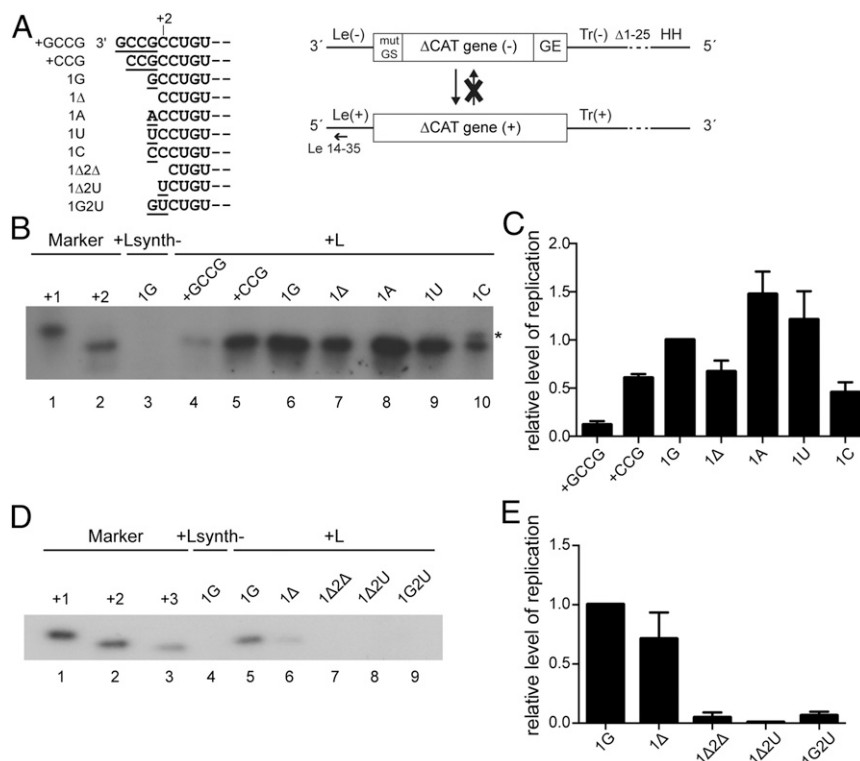 A
+2
+GCCG 3' GCCGCCUGU--
+CCG CCGCCUGU--
1G GCCUGU--
1Δ CCUGU--
1A ACCUGU--
1U UCCUGU--
1C CCCUGU--
1Δ2Δ CUGU--
1Δ2U UCUGU--
1G2U GUCUGU--
3´ Le(-) mut GS ΔCAT gene (-) GE Tr(-) Δ1-25 HH 5´
5´ Le(+) ΔCAT gene (+) Tr(+) 3´
Le 14-35
B
Marker +Lsynth- +L
+1 +2 1G +GCCG +CCG 1G 1Δ 1A 1U 1C
*
1 2 3 4 5 6 7 8 9 10
C
relative level of replication
2.0
1.5
1.0
0.5
0.0
+GCCG +CCG 1G 1Δ 1A 1U 1C
D
Marker +Lsynth- +L
+1 +2 +3 1G 1G 1Δ 1Δ2Δ 1Δ2U 1G2U
1 2 3 4 5 6 7 8 9
E
relative level of replication
1.5
1.0
0.5
0.0
1G 1Δ 1Δ2Δ 1Δ2U 1G2U